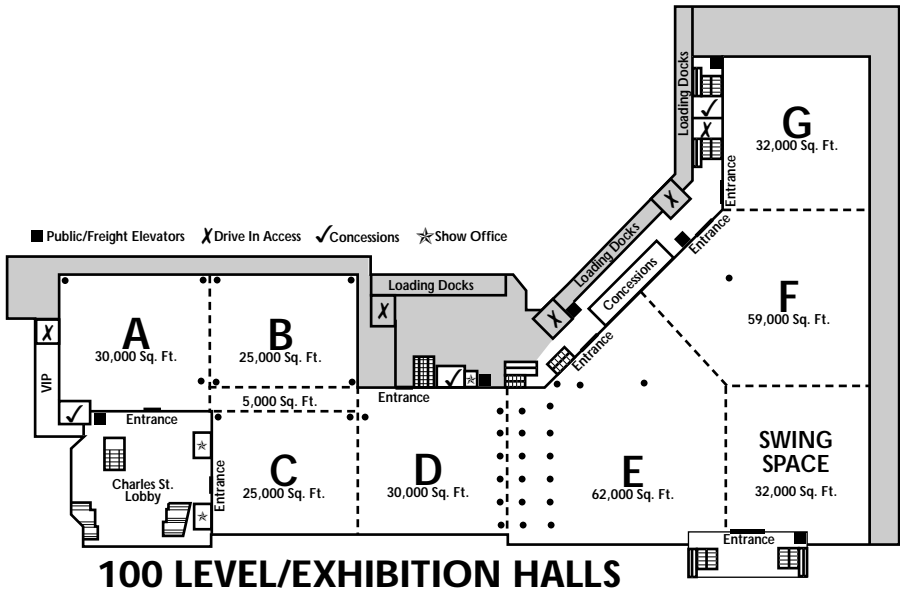 Public/Freight Elevators
Drive In Access
Concessions
Show Office
Loading Docks
G
32,000 Sq. Ft.
Entrance
Entrance
Loading Docks
Concessions
F
59,000 Sq. Ft.
Entrance
Loading Docks
A
30,000 Sq. Ft.
B
25,000 Sq. Ft.
VIP
5,000 Sq. Ft.
Entrance
Entrance
Charles St.
Lobby
Entrance
C
25,000 Sq. Ft.
D
30,000 Sq. Ft.
E
62,000 Sq. Ft.
SWING
SPACE
32,000 Sq. Ft.
Entrance
100 LEVEL/EXHIBITION HALLS